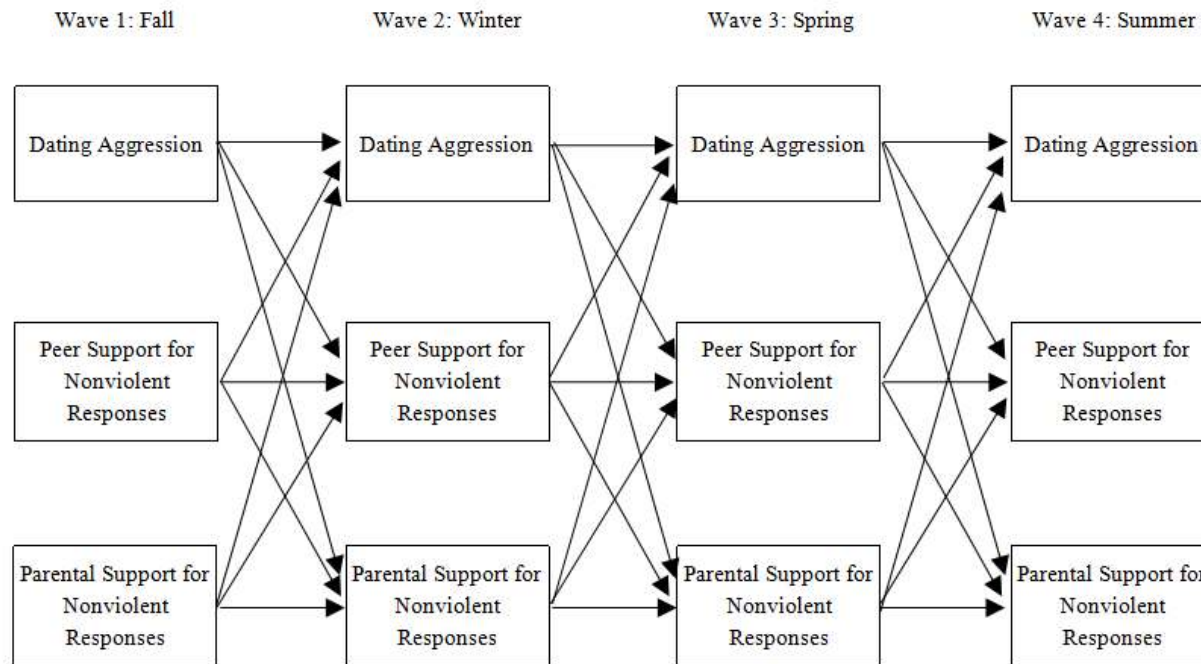 Wave 1: Fall
Wave 2: Winter
Wave 3: Spring
Wave 4: Summer
Dating Aggression
Dating Aggression
Dating Aggression
Dating Aggression
Peer Support for
Nonviolent
Responses
Peer Support for
Nonviolent
Responses
Peer Support for
Nonviolent
Responses
Peer Support for
Nonviolent
Responses
Parental Support for
Nonviolent
Responses
Parental Support for
Nonviolent
Responses
Parental Support for
Nonviolent
Responses
Parental Support for
Nonviolent
Responses